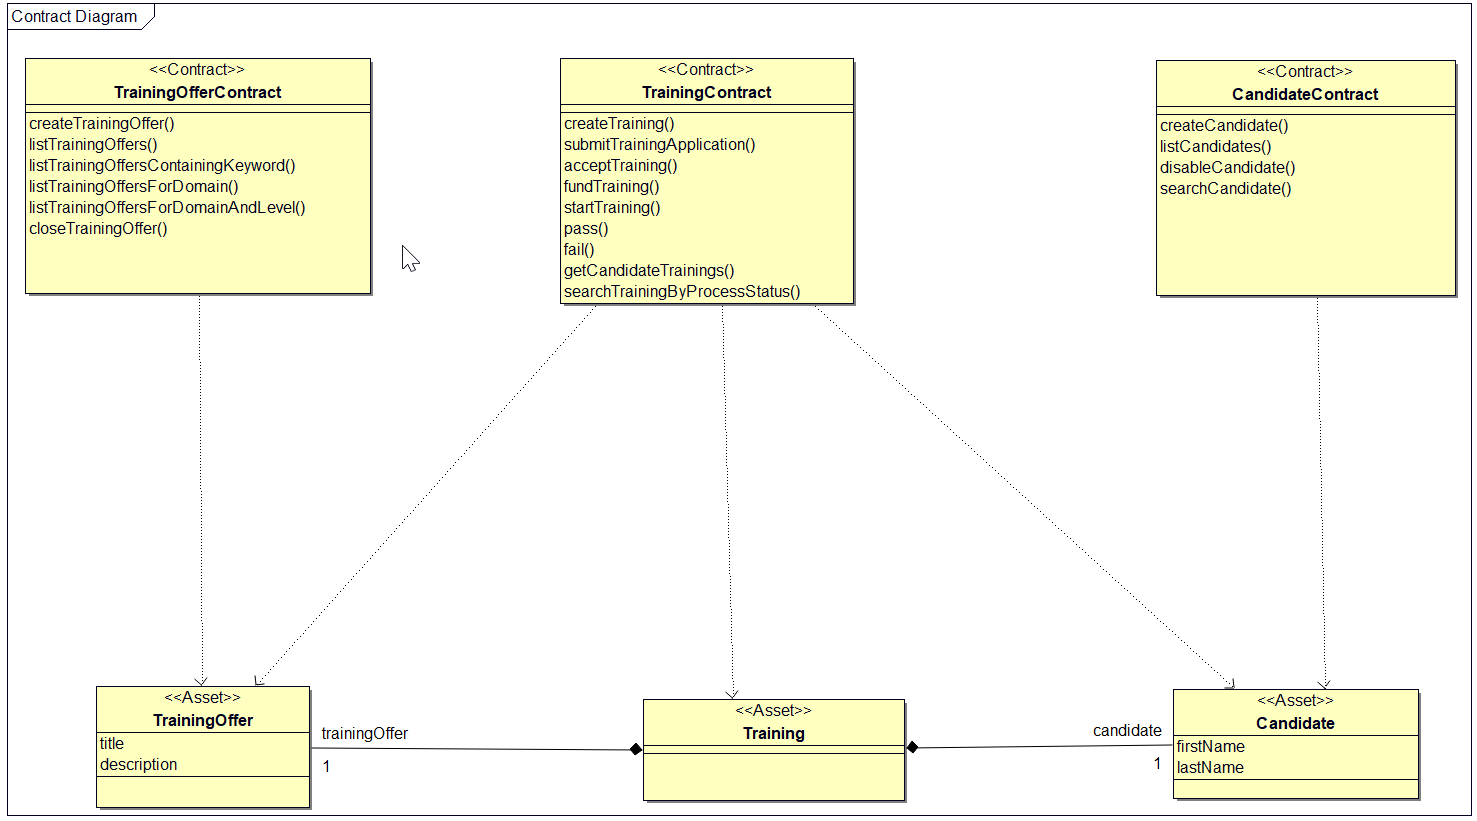 Contract Diagram
<<Contract>>
TrainingOfferContract
createTrainingOffer()
listTrainingOffers()
listTrainingOffersContainingKeyword()
listTrainingOffersForDomain()
listTrainingOffersForDomainAndLevel()
closeTrainingOffer()
<<Contract>>
TrainingContract
createTraining()
submitTrainingApplication()
acceptTraining()
fundTraining()
startTraining()
pass()
fail()
getCandidateTrainings()
searchTrainingByProcessStatus()
<<Contract>>
CandidateContract
createCandidate()
listCandidates()
disableCandidate()
searchCandidate()
<<Asset>>
TrainingOffer
title
description
trainingOffer
1
<<Asset>>
Training
candidate
1
<<Asset>>
Candidate
firstName
lastName